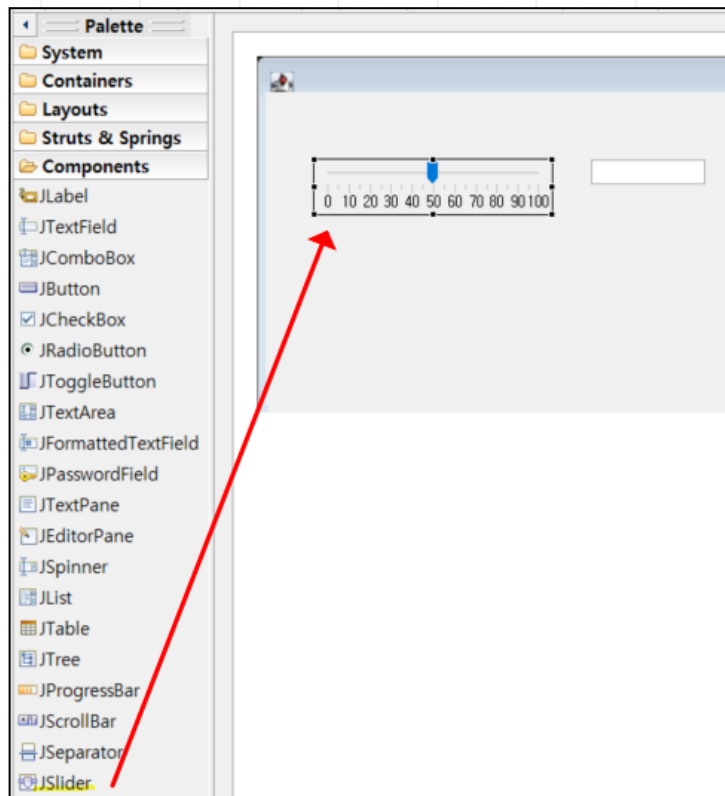 Palette
System
Containers
Layouts
Struts & Springs
Components
JLabel
JTextField
JComboBox
JButton
JCheckBox
JRadioButton
JToggleButton
JTextArea
JFormattedTextField
JPasswordField
JTextPane
JEditorPane
JSpinner
JList
JTable
JTree
JProgressBar
JScrollBar
JSeparator
JSlider
0 10 20 30 40 50 60 70 80 90 100